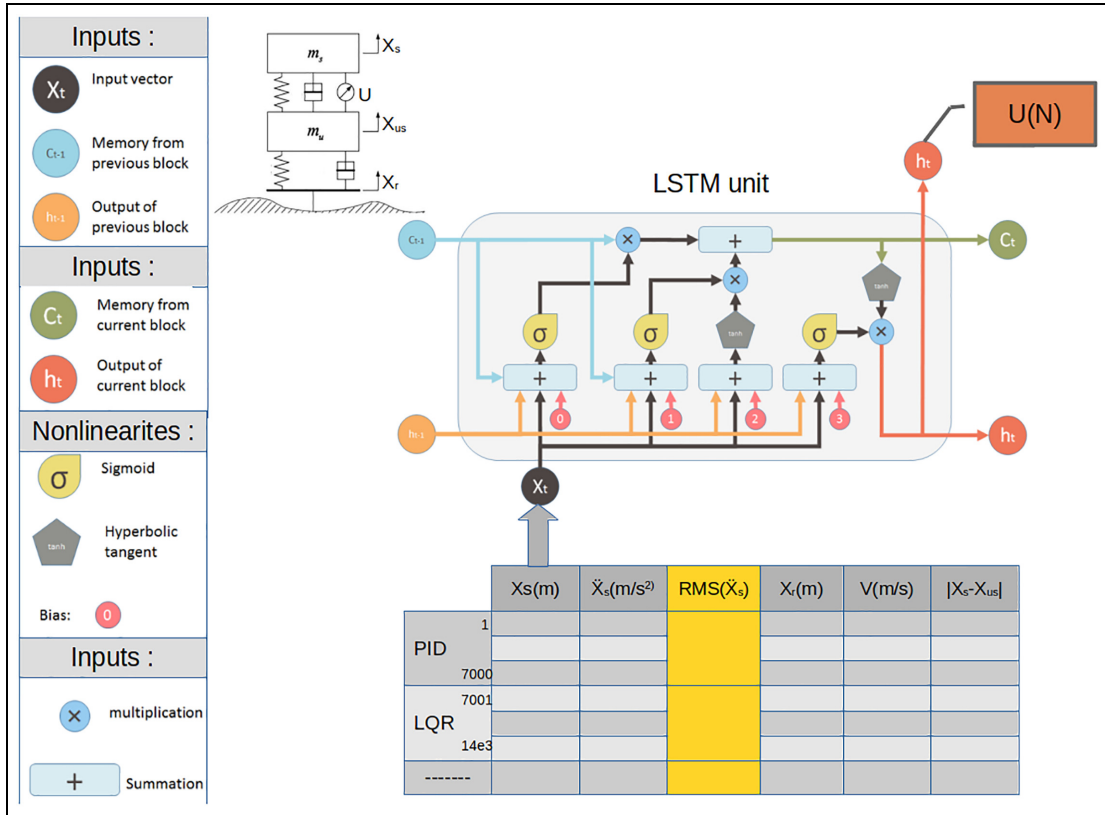 Inputs :
Xt
Input vector
Ct-1
Memory from
previous block
ht-1
Output of
previous block
Inputs :
Ct
Memory from
current block
ht
Output of
current block
Nonlinearites :
σ
Sigmoid
tanh
Hyperbolic
tangent
Bias:
0
Inputs :
×
multiplication
+
Summation
ms
Xs
U
mu
Xus
Xr
U(N)
ht
LSTM unit
Ct-1
×
+
Ct
×
tanh
σ
σ
tanh
σ
×
+
+
+
+
0
1
2
3
ht-1
ht
Xt
Xs(m)
Ẍs(m/s²)
RMS(Ẍs)
Xr(m)
V(m/s)
|Xs-Xus|
PID
1
7000
LQR
7001
14e3
-------